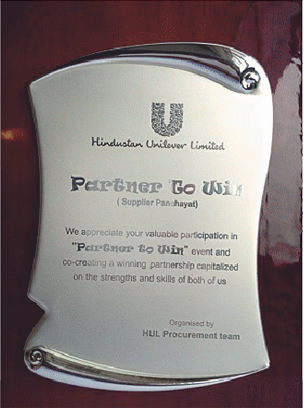 Hindustan Unilever Limited
Partner To Win
( Supplier Panchayat)
We appreciate your valuable participation in
"Partner to Win" event and
co-creating a winning partnership capitalized
on the strengths and skills of both of us
Organised by
HUL Procurement team